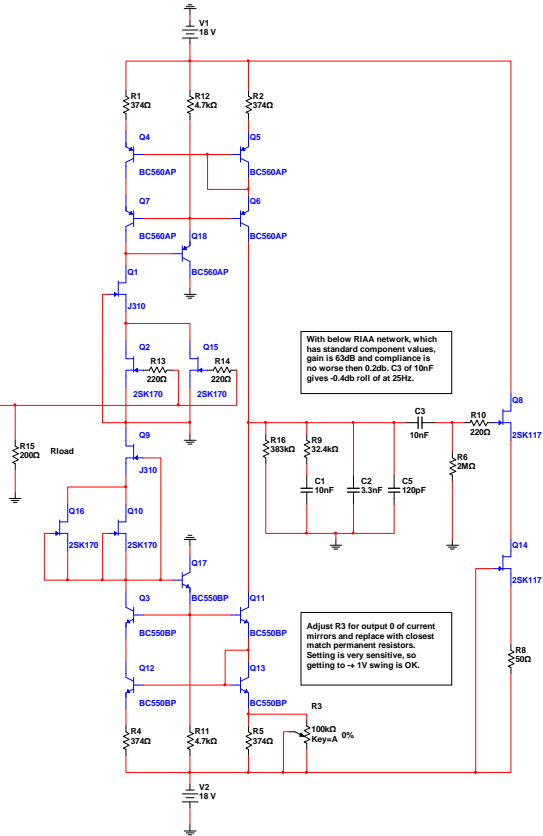 V1
18 V
R1
374Ω
R12
4.7kΩ
R2
374Ω
Q4
BC560AP
Q5
BC560AP
Q7
BC560AP
Q6
BC560AP
Q18
BC560AP
Q1
J310
Q2
2SK170
R13
220Ω
Q15
2SK170
R14
220Ω
With below RIAA network, which
has standard component values,
gain is 63dB and compliance is
no worse then 0.2db. C3 of 10nF
gives -0.4db roll of at 25Hz.
Q8
2SK117
C3
10nF
R10
220Ω
R15
200Ω
Rload
Q9
J310
R16
383kΩ
R9
32.4kΩ
R6
2MΩ
C1
10nF
C2
3.3nF
C5
120pF
Q16
2SK170
Q10
2SK170
Q14
2SK117
Q17
BC550BP
Q3
BC550BP
Q11
BC550BP
Adjust R3 for output 0 of current
mirrors and replace with closest
match permanent resistors.
Setting is very sensitive, so
getting to -+ 1V swing is OK.
R8
50Ω
Q12
BC550BP
Q13
BC550BP
R3
100kΩ
Key=A
0%
R4
374Ω
R11
4.7kΩ
R5
374Ω
V2
18 V